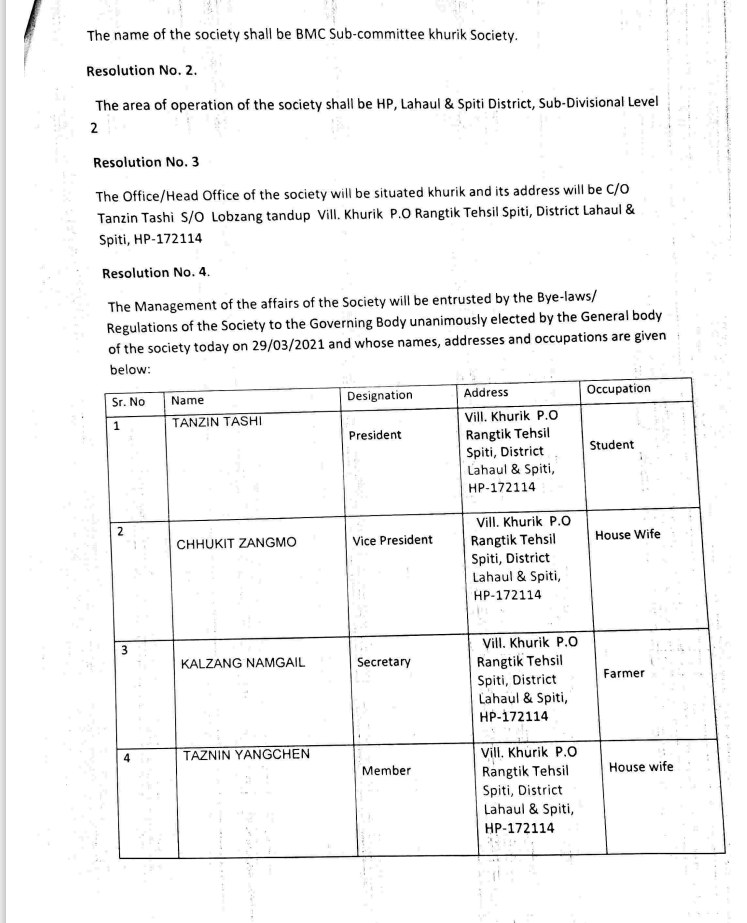 The name of the society shall be BMC Sub-committee khurik Society.
Resolution No. 2.
The area of operation of the society shall be HP, Lahaul & Spiti District, Sub-Divisional Level
2
Resolution No. 3
The Office/Head Office of the society will be situated khurik and its address will be C/O
Tanzin Tashi S/O Lobzang tandup Vill. Khurik P.O Rangtik Tehsil Spiti, District Lahaul &
Spiti, HP-172114
Resolution No. 4.
The Management of the affairs of the Society will be entrusted by the Bye-laws/
Regulations of the Society to the Governing Body unanimously elected by the General body
of the society today on 29/03/2021 and whose names, addresses and occupations are given
below:
Sr. No Name Designation Address Occupation
1 TANZIN TASHI Vill. Khurik P.O
President Rangtik Tehsil
Spiti, District Student
Lahaul & Spiti,
HP-172114
2 Vill. Khurik P.O
CHHUKIT ZANGMO Vice President Rangtik Tehsil House Wife
Spiti, District
Lahaul & Spiti,
HP-172114
3 Vill. Khurik P.O
KALZANG NAMGAIL Secretary Rangtik Tehsil
Spiti, District Farmer
Lahaul & Spiti,
HP-172114
4 TAZNIN YANGCHEN Vill. Khurik P.O
Member Rangtik Tehsil House wife
Spiti, District
Lahaul & Spiti,
HP-172114